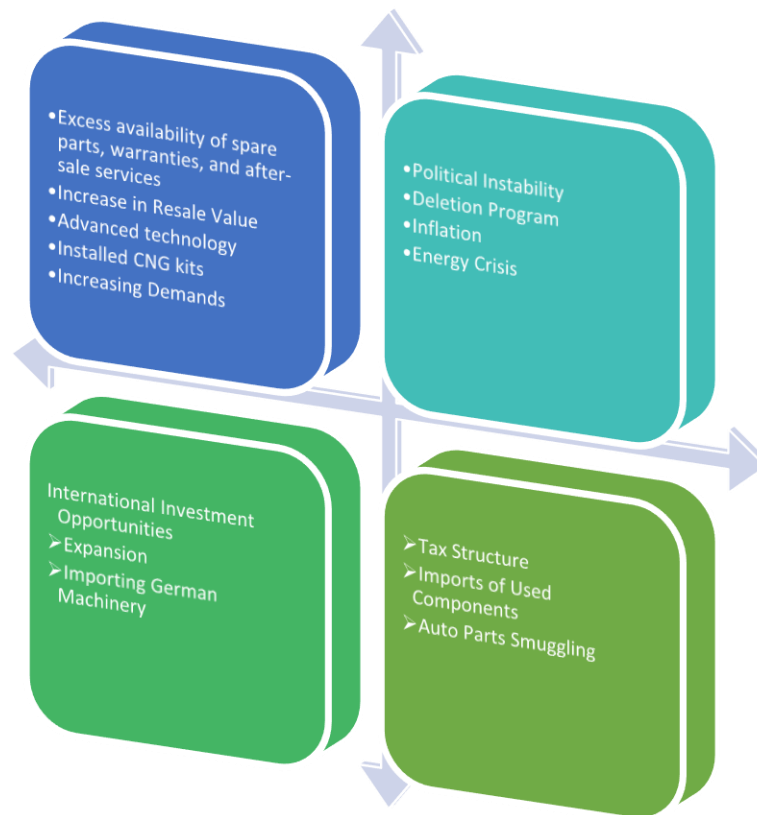 •Excess availability of spare
parts, warranties, and after-
sale services
•Increase in Resale Value
•Advanced technology
•Installed CNG kits
•Increasing Demands
•Political Instability
•Deletion Program
•Inflation
•Energy Crisis
International Investment
Opportunities
➢Expansion
➢Importing German
Machinery
➢Tax Structure
➢Imports of Used
Components
➢Auto Parts Smuggling